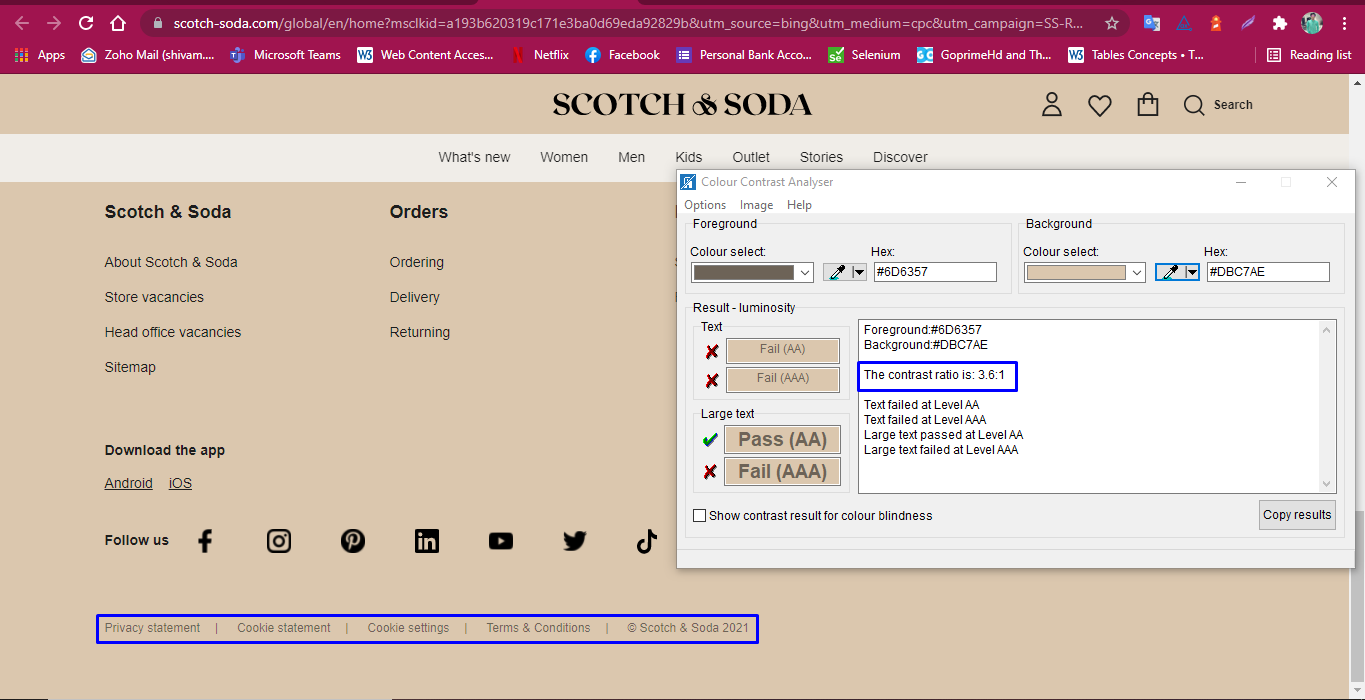 scotch-soda.com/global/en/home?msclkid=a193b620319c171e3ba0d69eda92829b&utm_source=bing&utm_medium=cpc&utm_campaign=SS-R...
Apps Zoho Mail (shivam.... Microsoft Teams Web Content Acces... Netflix Facebook Personal Bank Acco... Selenium GoprimeHd and Th... Tables Concepts • T... Reading list
SCOTCH & SODA
Search
What's new Women Men Kids Outlet Stories Discover
Scotch & Soda Orders
About Scotch & Soda Ordering
Store vacancies Delivery
Head office vacancies Returning
Sitemap
Download the app
Android iOS
Follow us
Privacy statement | Cookie statement | Cookie settings | Terms & Conditions | © Scotch & Soda 2021
Colour Contrast Analyser
Options Image Help
Foreground Background
Colour select: Hex: Colour select: Hex:
#6D6357 #DBC7AE
Result - luminosity
Text
Fail (AA)
Fail (AAA)
Large text
Pass (AA)
Fail (AAA)
Foreground:#6D6357
Background:#DBC7AE
The contrast ratio is: 3.6:1
Text failed at Level AA
Text failed at Level AAA
Large text passed at Level AA
Large text failed at Level AAA
Show contrast result for colour blindness
Copy results